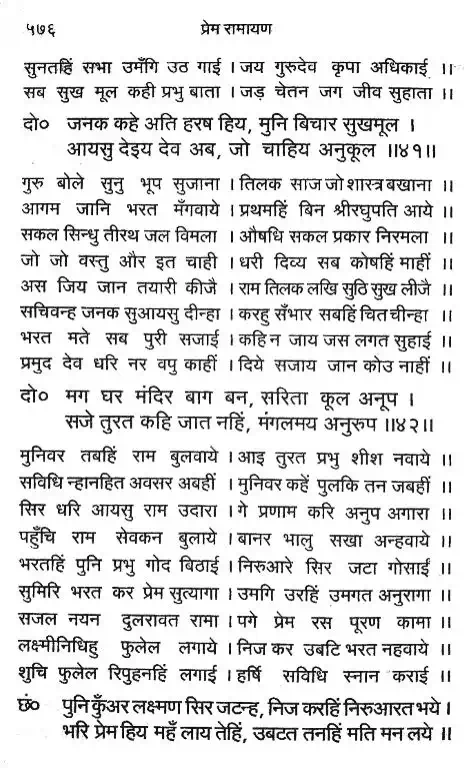 ५७६ प्रेम रामायण
सुनतहिं सभा उमँगि उठ गाई । जय गुरुदेव कृपा अधिकाई ।।
सब सुख मूल कही प्रभु बाता । जड़ चेतन जग जीव सुहाता ।।
दो० जनक कहे अति हरष हिय, मुनि बिचार सुखमूल ।
आयसु देइय देव अब, जो चाहिय अनुकूल ।।४१।।
गुरु बोले सुनु भूप सुजाना । तिलक साज जो शास्त्र बखाना ।।
आगम जानि भरत मँगवाये । प्रथमहिं बिन श्रीरघुपति आये ।।
सकल सिन्धु तीरथ जल विमला । औषधि सकल प्रकार निरमला ।।
जो जो वस्तु और इत चाही । धरी दिव्य सब कोषहिं माहीं ।।
अस जिय जान तयारी कीजै । राम तिलक लखि सुठि सुख लीजै ।।
सचिवन्ह जनक सुआयसु दीन्हा । करहु सँभार सबहिं चित चीन्हा ।।
भरत मते सब पुरी सजाई । कहि न जाय जस लगत सुहाई ।।
प्रमुद देव धरि नर वपु काहीं । दिये सजाय जान कोउ नाहीं ।।
दो० मग घर मंदिर बाग बन, सरिता कूल अनूप ।
सजे तुरत कहि जात नहिं, मंगलमय अनुरुप ।।४२।।
मुनिवर तबहिं राम बुलवाये । आइ तुरत प्रभु शीश नवाये ।।
सविधि न्हानहित अवसर अबहीं । मुनिवर कहें पुलकि तन जबहीं ।।
सिर धरि आयसु राम उदारा । गे प्रणाम करि अनुप अगारा ।।
पहुँचि राम सेवकन बुलाये । बानर भालु सखा अन्हवाये ।।
भरतहिं पुनि प्रभु गोद बिठाई । निरुआरे सिर जटा गोसाईं ।।
सुमिरि भरत कर प्रेम सुत्यागा । उमगि उरहिं उमगत अनुरागा ।।
सजल नयन दुलरावत रामा । पगे प्रेम रस पूरण कामा ।।
लक्ष्मीनिधिहु फुलेल लगाये । निज कर उबटि भरत नहवाये ।।
शुचि फुलेल रिपुहनहिं लगाई । हर्षि सविधि स्नान कराई ।।
छं० पुनि कुँअर लक्ष्मण सिर जटन्ह, निज करहिं निरुआरत भये ।
भरि प्रेम हिय महँ लाय तेहिं, उबटत तनहिं मति मन लये ।।